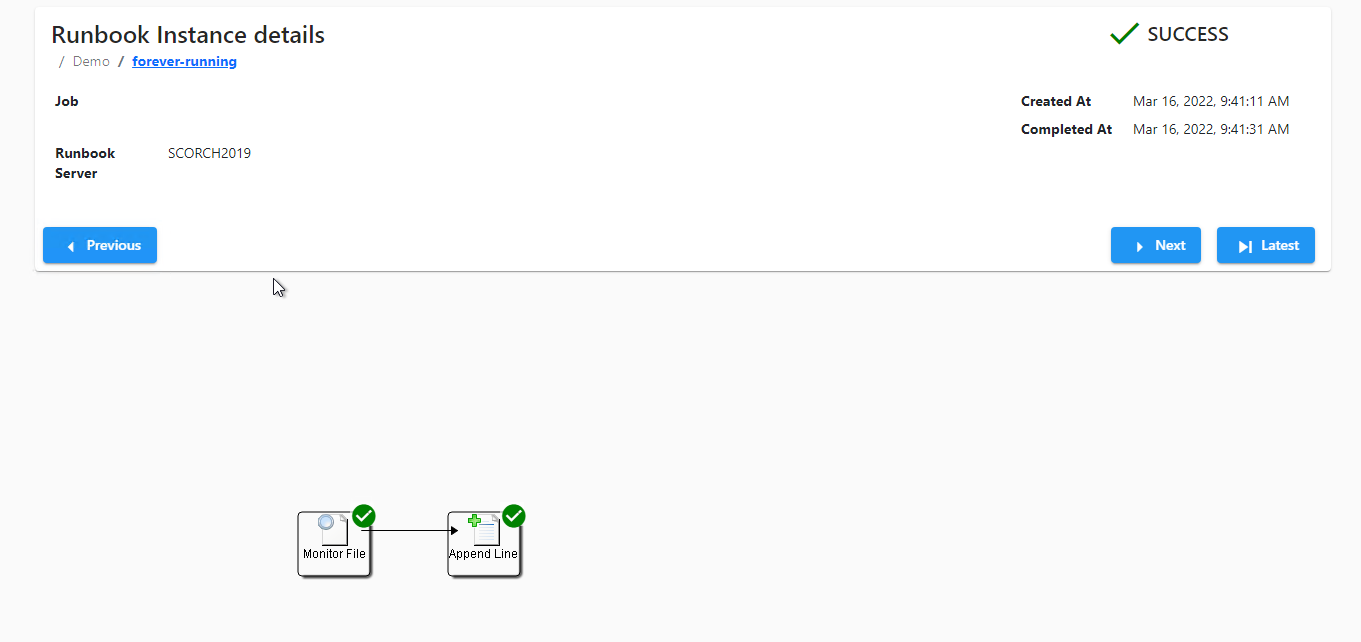 Runbook Instance details
SUCCESS
/ Demo / forever-running
Job
Created At Mar 16, 2022, 9:41:11 AM
Completed At Mar 16, 2022, 9:41:31 AM
Runbook Server SCORCH2019
Previous
Next
Latest
Monitor File
Append Line